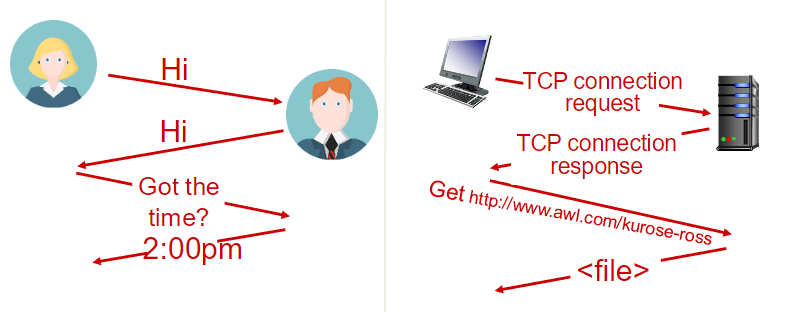 Hi
Hi
Got the
time?
2:00pm
TCP connection
request
TCP connection
response
Get http://www.awl.com/kurose-ross
<file>